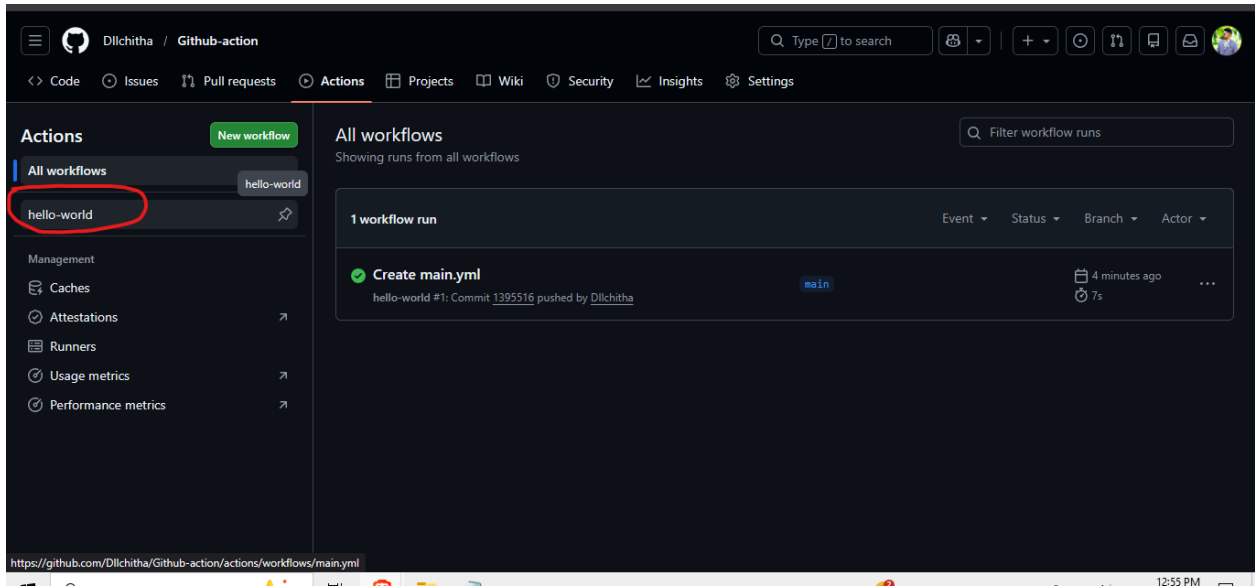 DIlchitha / Github-action
Type / to search
Code Issues Pull requests Actions Projects Wiki Security Insights Settings
Actions
New workflow
All workflows
hello-world
hello-world
Management
Caches
Attestations
Runners
Usage metrics
Performance metrics
All workflows
Showing runs from all workflows
Filter workflow runs
1 workflow run
Event Status Branch Actor
Create main.yml
main
4 minutes ago
hello-world #1: Commit 1395516 pushed by DIlchitha
7s
https://github.com/DIlchitha/Github-action/actions/workflows/main.yml
12:55 PM